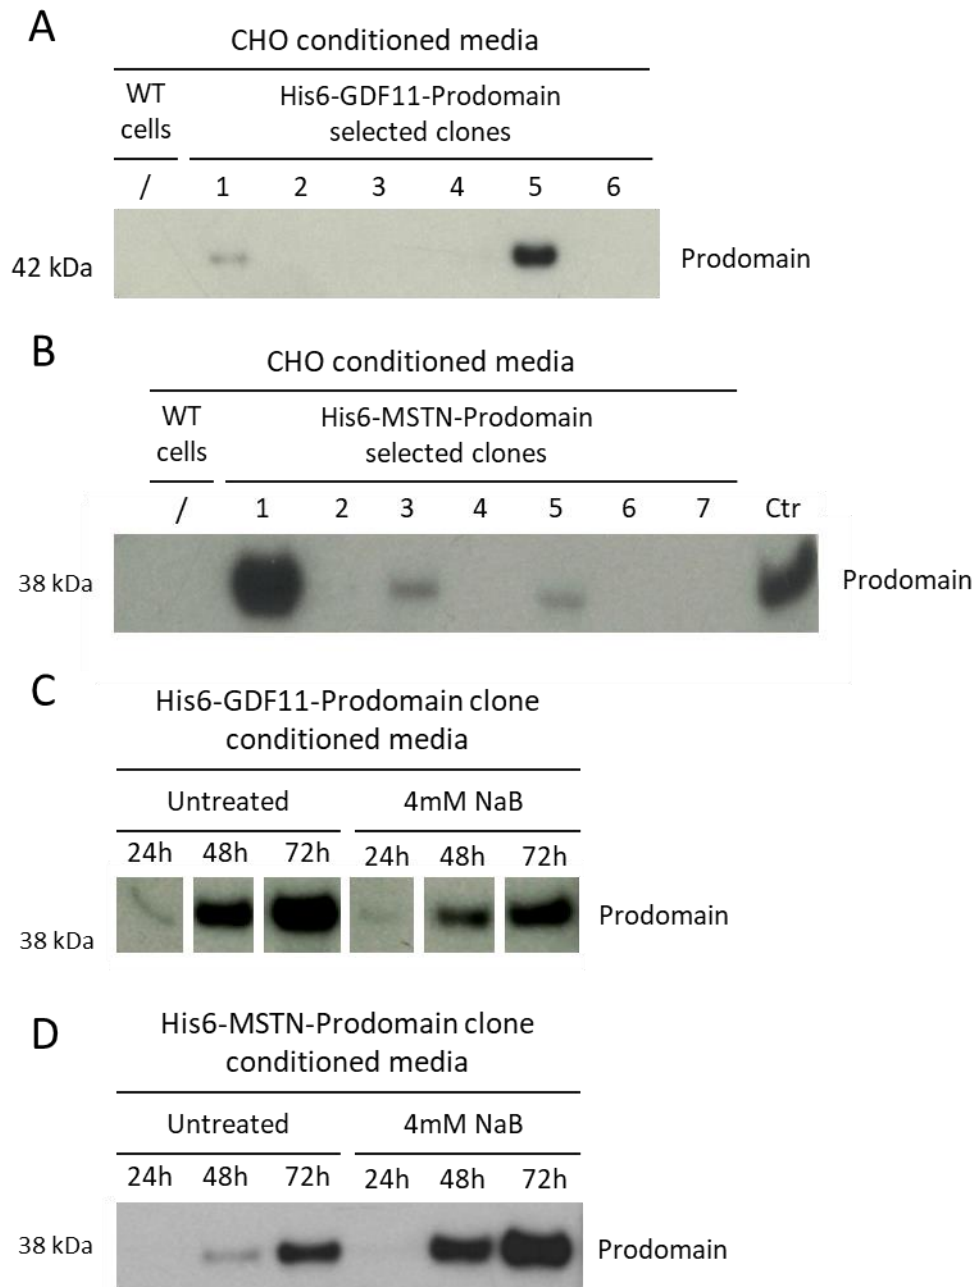 A
CHO conditioned media
WT
cells
His6-GDF11-Prodomain
selected clones
/ 1 2 3 4 5 6
42 kDa
Prodomain
B
CHO conditioned media
WT
cells
His6-MSTN-Prodomain
selected clones
/ 1 2 3 4 5 6 7 Ctr
38 kDa
Prodomain
C
His6-GDF11-Prodomain clone
conditioned media
Untreated 4mM NaB
24h 48h 72h 24h 48h 72h
Prodomain
38 kDa
D
His6-MSTN-Prodomain clone
conditioned media
Untreated 4mM NaB
24h 48h 72h 24h 48h 72h
38 kDa
Prodomain